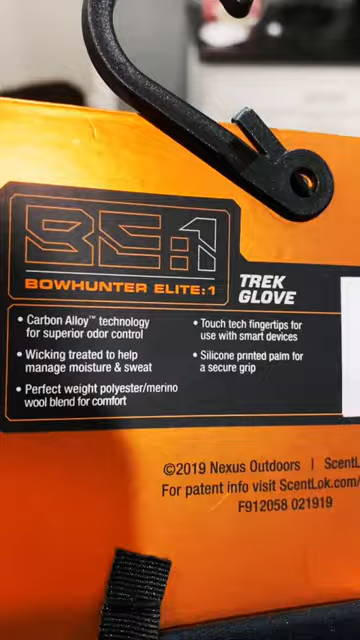 BE:1
BOWHUNTER ELITE:1
TREK
GLOVE
• Carbon Alloy™ technology
for superior odor control
• Wicking treated to help
manage moisture & sweat
• Perfect weight polyester/merino
wool blend for comfort
• Touch tech fingertips for
use with smart devices
• Silicone printed palm for
a secure grip
©2019 Nexus Outdoors | ScentL
For patent info visit ScentLok.com/
F912058 021919